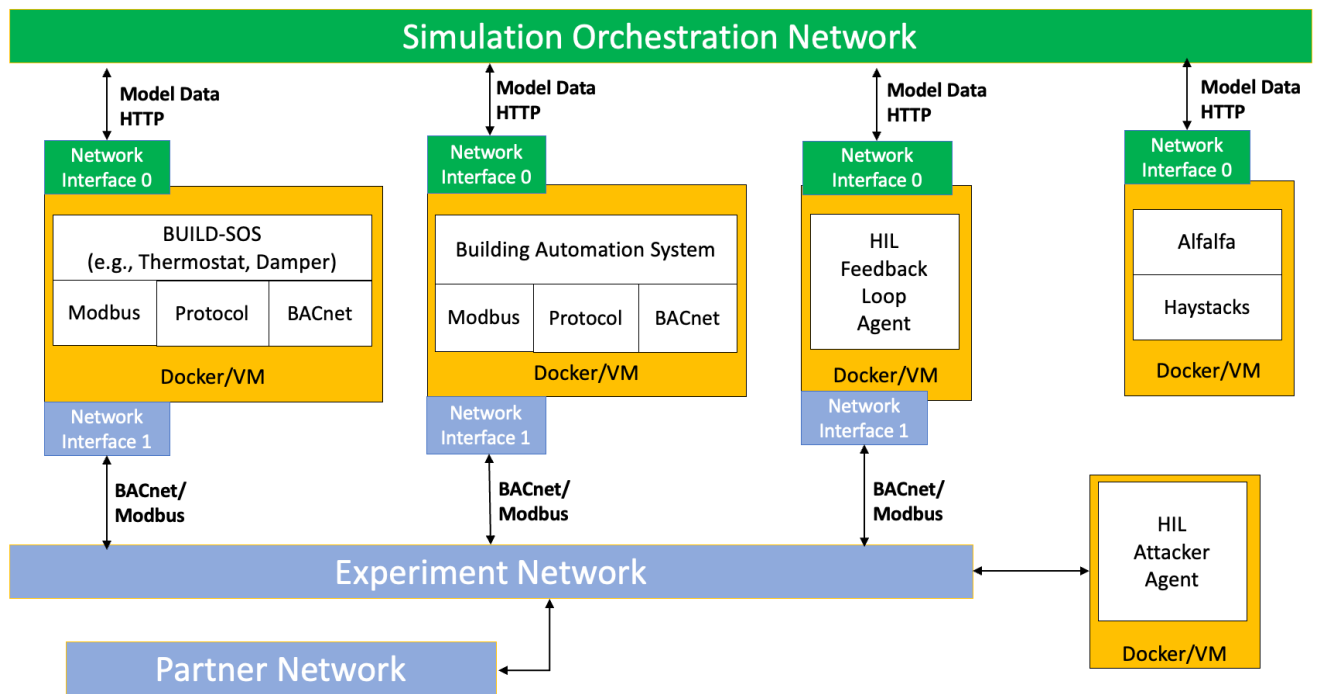 Simulation Orchestration Network
Model Data
HTTP
Model Data
HTTP
Model Data
HTTP
Model Data
HTTP
Network
Interface 0
Network
Interface 0
Network
Interface 0
Network
Interface 0
BUILD-SOS
(e.g., Thermostat, Damper)
Modbus
Protocol
BACnet
Docker/VM
Building Automation System
Modbus
Protocol
BACnet
Docker/VM
HIL
Feedback
Loop
Agent
Docker/VM
Alfalfa
Haystacks
Docker/VM
Network
Interface 1
Network
Interface 1
Network
Interface 1
BACnet/
Modbus
BACnet/
Modbus
BACnet/
Modbus
HIL
Attacker
Agent
Docker/VM
Experiment Network
Partner Network